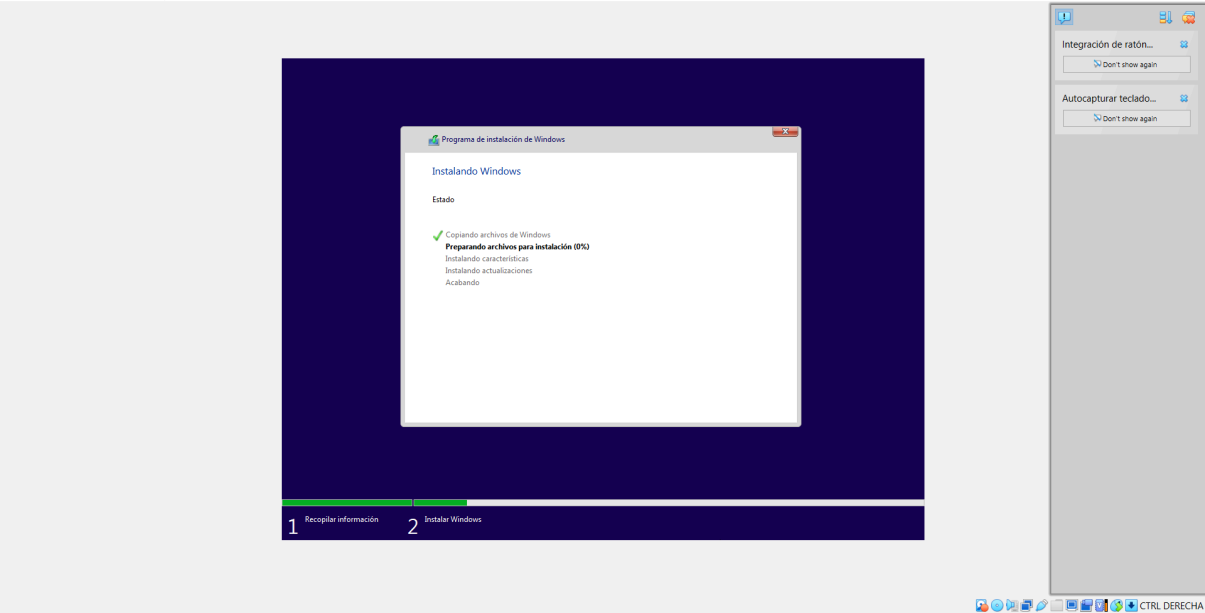 Integración de ratón...
Don't show again
Autocapturar teclado...
Don't show again
Programa de instalación de Windows
Instalando Windows
Estado
Copiando archivos de Windows
Preparando archivos para instalación (0%)
Instalando características
Instalando actualizaciones
Acabando
1 Recopilar información
2 Instalar Windows
CTRL DERECHA